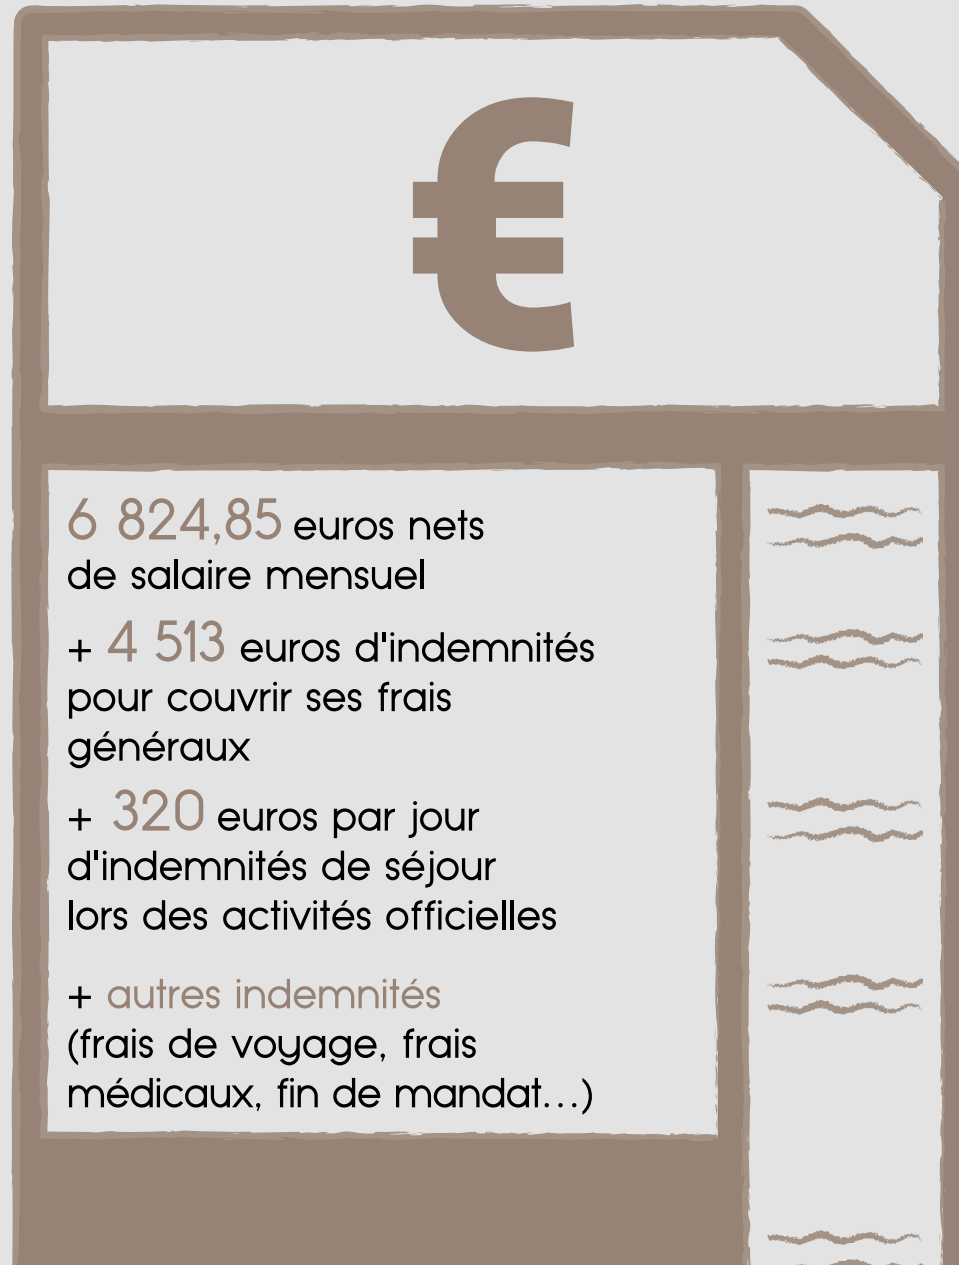 €
6 824,85 euros nets
de salaire mensuel
+ 4 513 euros d'indemnités
pour couvrir ses frais
généraux
+ 320 euros par jour
d'indemnités de séjour
lors des activités officielles
+ autres indemnités
(frais de voyage, frais
médicaux, fin de mandat...)